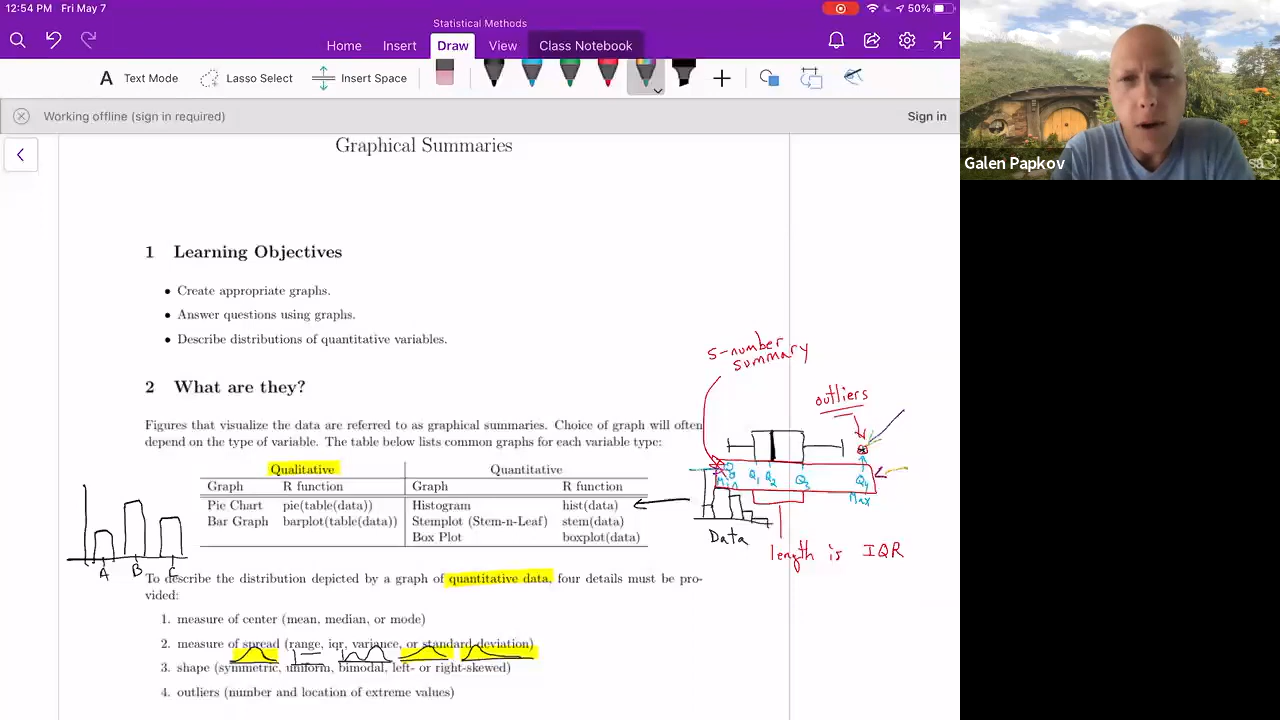 12:54 PM Fri May 7
50%
Statistical Methods
Home Insert Draw View Class Notebook
A Text Mode Lasso Select Insert Space
Working offline (sign in required) Sign in
Galen Papkov
Graphical Summaries
1 Learning Objectives
• Create appropriate graphs.
• Answer questions using graphs.
• Describe distributions of quantitative variables.
2 What are they?
Figures that visualize the data are referred to as graphical summaries. Choice of graph will often
depend on the type of variable. The table below lists common graphs for each variable type:
Qualitative Quantitative
Graph R function Graph R function
Pie Chart pie(table(data)) Histogram hist(data)
Bar Graph barplot(table(data)) Stemplot (Stem-n-Leaf) stem(data)
Box Plot boxplot(data)
A B C
5-number
summary
outliers
Q1 Q2 Q3 Q4
Min
Max
Data
length is IQR
To describe the distribution depicted by a graph of quantitative data, four details must be pro-
vided:
1. measure of center (mean, median, or mode)
2. measure of spread (range, iqr, variance, or standard deviation)
3. shape (symmetric, uniform, bimodal, left- or right-skewed)
4. outliers (number and location of extreme values)